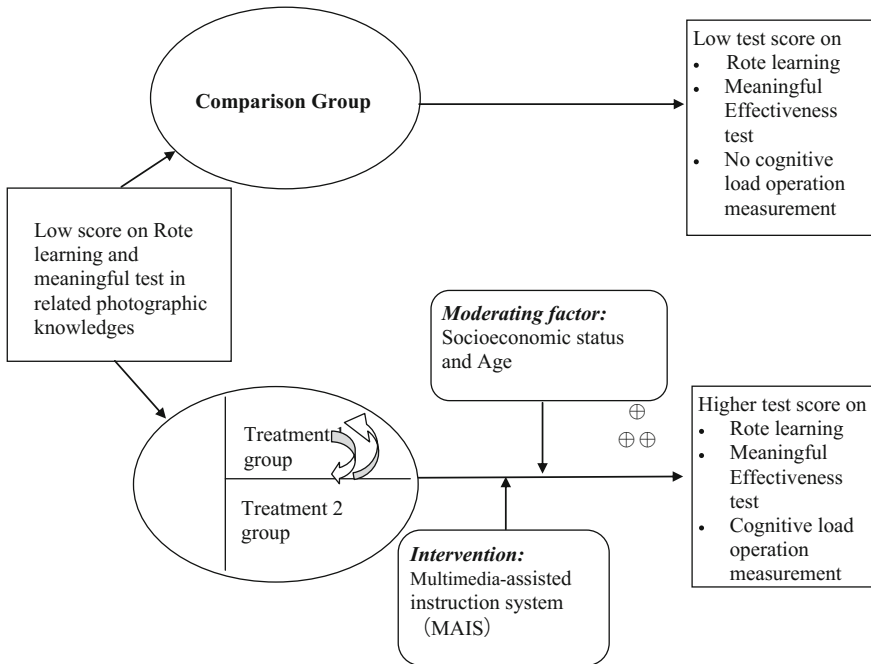 Comparison Group
Low test score on
• Rote learning
• Meaningful
Effectiveness
test
• No cognitive
load operation
measurement
Low score on Rote
learning and
meaningful test in
related photographic
knowledges
Moderating factor:
Socioeconomic status
and Age
⊕
⊕⊕
Treatment
group
Treatment 2
group
Intervention:
Multimedia-assisted
instruction system
（MAIS）
Higher test score on
• Rote learning
• Meaningful
Effectiveness
test
• Cognitive load
operation
measurement